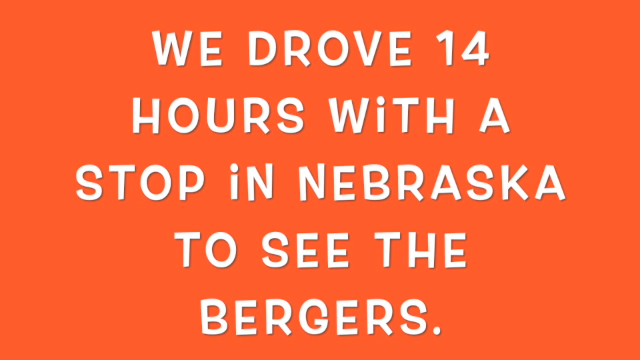 WE DROVE 14
HOURS WiTH A
STOP iN NEBRASKA
TO SEE THE
BERGERS.